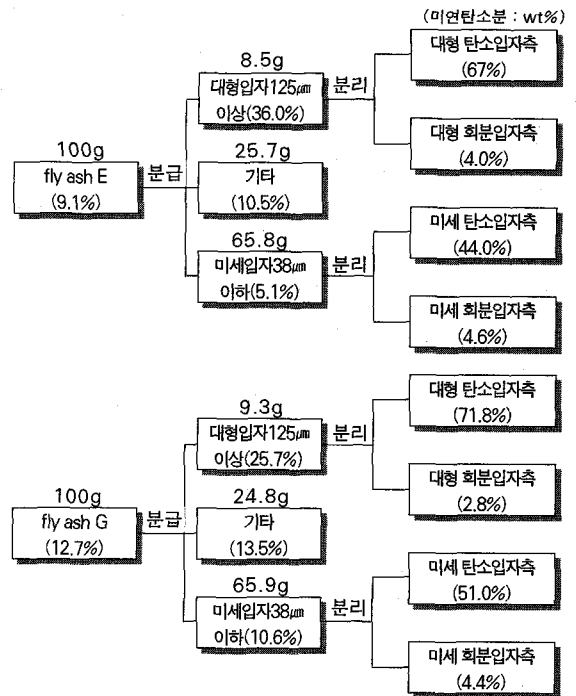 (미연탄소분 : wt%)
대형 탄소입자측
(67%)
8.5g
대형입자125㎛
이상(36.0%)
분리
대형 회분입자측
(4.0%)
100g
fly ash E
(9.1%)
분급
25.7g
기타
(10.5%)
미세 탄소입자측
(44.0%)
65.8g
미세입자38㎛
이하(5.1%)
분리
미세 회분입자측
(4.6%)
대형 탄소입자측
(71.8%)
9.3g
대형입자125㎛
이상(25.7%)
분리
대형 회분입자측
(2.8%)
100g
fly ash G
(12.7%)
분급
24.8g
기타
(13.5%)
미세 탄소입자측
(51.0%)
65.9g
미세입자38㎛
이하(10.6%)
분리
미세 회분입자측
(4.4%)